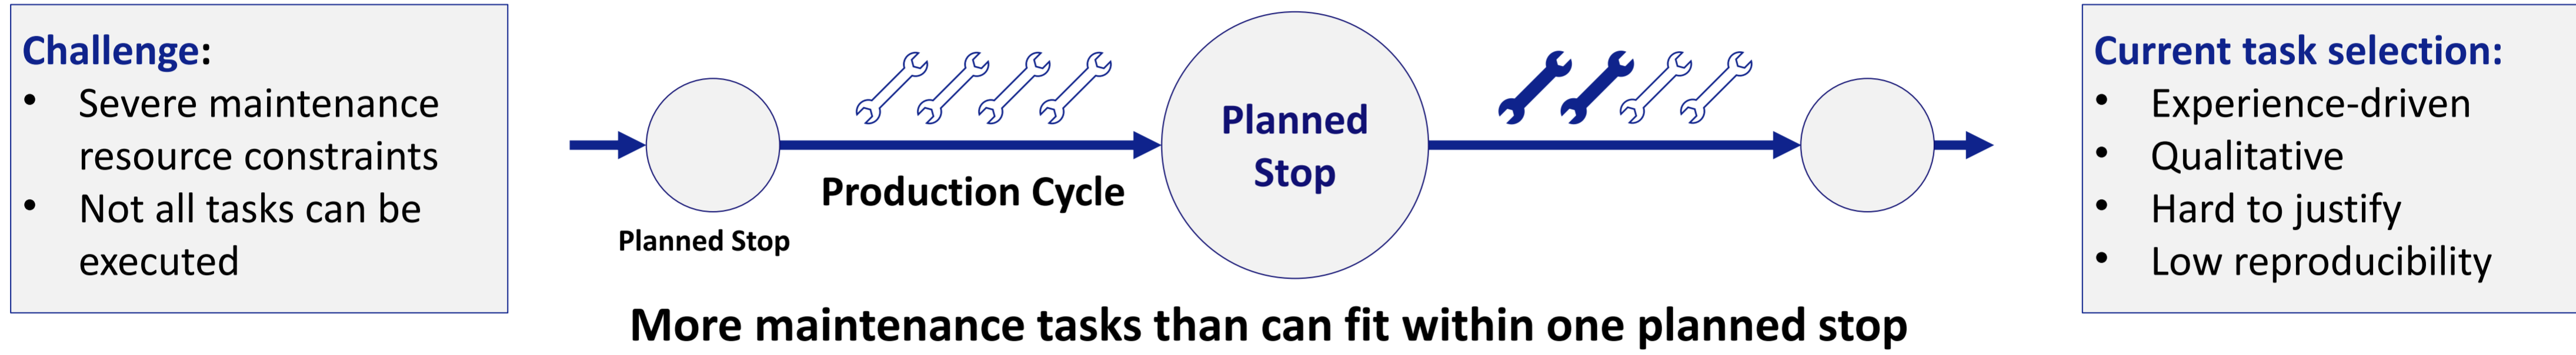 Challenge:
• Severe maintenance
resource constraints
• Not all tasks can be
executed
Planned Stop
Production Cycle
Planned
Stop
More maintenance tasks than can fit within one planned stop
Current task selection:
• Experience-driven
• Qualitative
• Hard to justify
• Low reproducibility